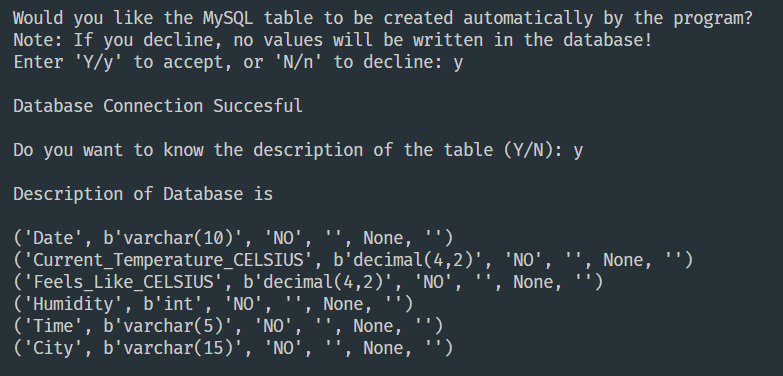 Would you like the MySQL table to be created automatically by the program?
Note: If you decline, no values will be written in the database!
Enter 'Y/y' to accept, or 'N/n' to decline: y
Database Connection Succesful
Do you want to know the description of the table (Y/N): y
Description of Database is
('Date', b'varchar(10)', 'NO', '', None, '')
('Current_Temperature_CELSIUS', b'decimal(4,2)', 'NO', '', None, '')
('Feels_Like_CELSIUS', b'decimal(4,2)', 'NO', '', None, '')
('Humidity', b'int', 'NO', '', None, '')
('Time', b'varchar(5)', 'NO', '', None, '')
('City', b'varchar(15)', 'NO', '', None, '')